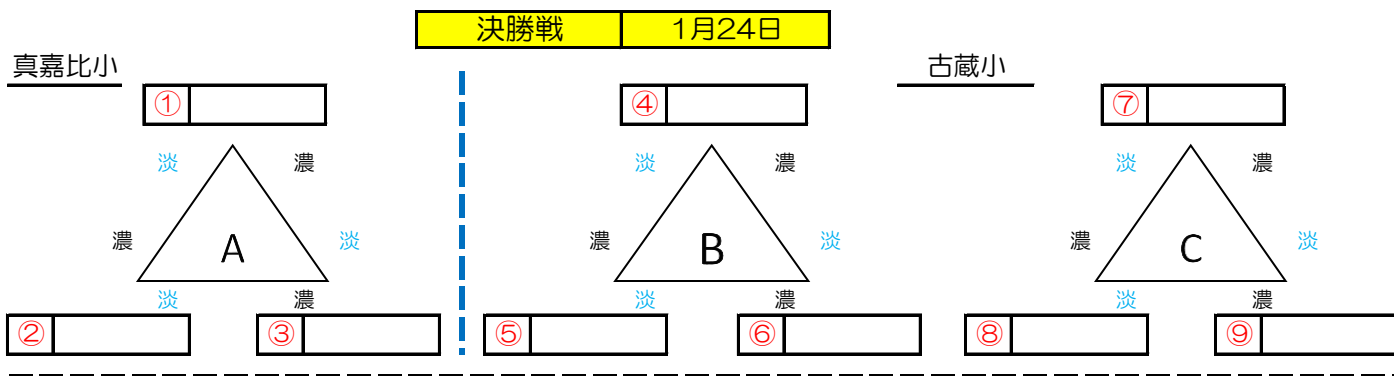 決勝戦 1月24日
真嘉比小 古蔵小
① ④ ⑦
淡 濃 淡 濃 淡 濃
濃 A 淡 濃 B 淡 濃 C 淡
淡 濃 淡 濃 淡 濃
② ③ ⑤ ⑥ ⑧ ⑨